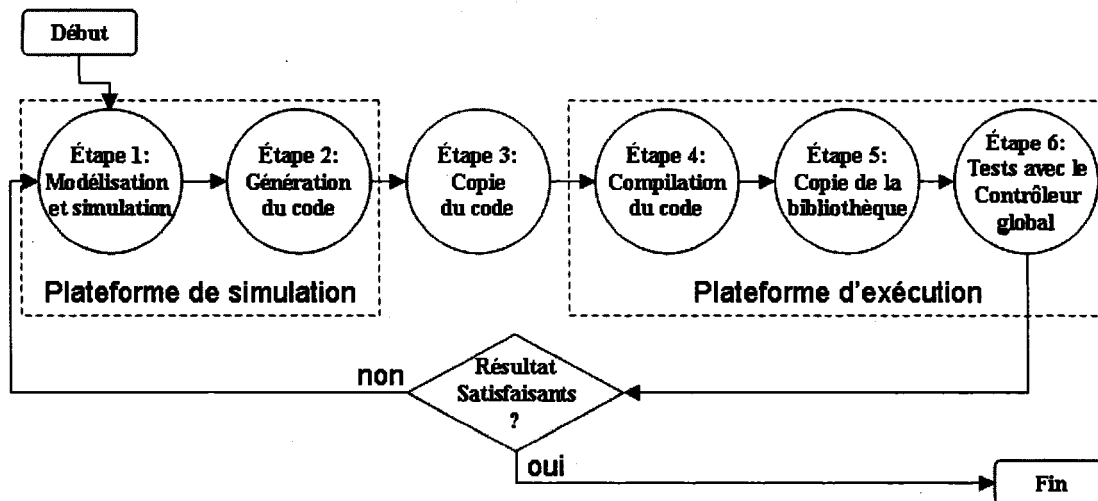 Début
Étape 1:
Modélisation
et simulation
Étape 2:
Génération
du code
Étape 3:
Copie
du code
Étape 4:
Compilation
du code
Étape 5:
Copie de la
bibliothèque
Étape 6:
Tests avec le
Contrôleur
global
Plateforme de simulation
Plateforme d'exécution
non
Résultat
Satisfaisants
?
oui
Fin